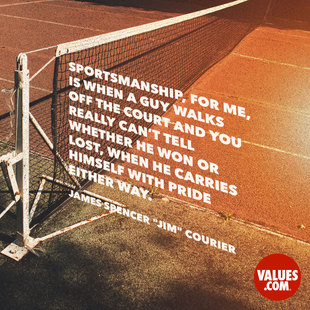 SPORTSMANSHIP, FOR ME,
IS WHEN A GUY WALKS
OFF THE COURT AND YOU
REALLY CAN'T TELL
WHETHER HE WON OR
LOST, WHEN HE CARRIES
HIMSELF WITH PRIDE
EITHER WAY.
JAMES SPENCER "JIM" COURIER
VALUES
.COM